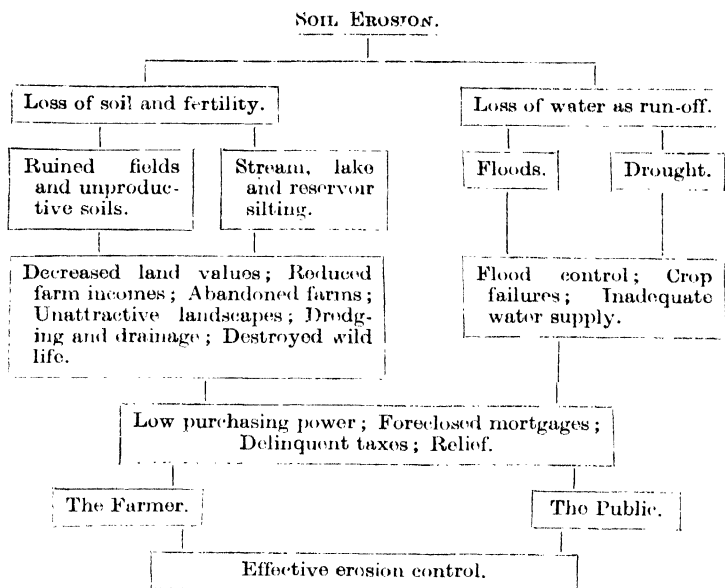 SOIL EROSION.
Loss of soil and fertility.
Loss of water as run-off.
Ruined fields
and unproduc-
tive soils.
Stream, lake
and reservoir
silting.
Floods.
Drought.
Decreased land values; Reduced
farm incomes; Abandoned farms;
Unattractive landscapes; Dredg-
ing and drainage; Destroyed wild
life.
Flood control; Crop
failures; Inadequate
water supply.
Low purchasing power; Foreclosed mortgages;
Delinquent taxes; Relief.
The Farmer.
The Public.
Effective erosion control.